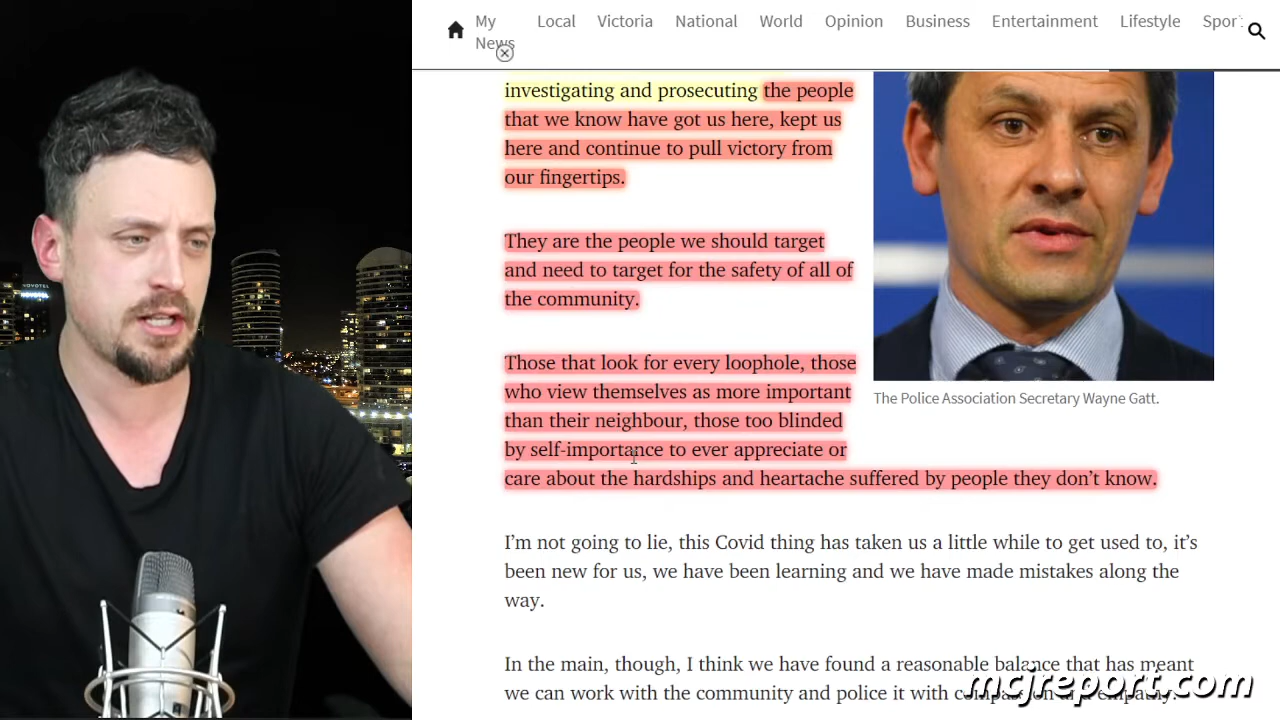 My News
Local
Victoria
National
World
Opinion
Business
Entertainment
Lifestyle
investigating and prosecuting the people
that we know have got us here, kept us
here and continue to pull victory from
our fingertips.
They are the people we should target
and need to target for the safety of all of
the community.
Those that look for every loophole, those
who view themselves as more important
than their neighbour, those too blinded
by self-importance to ever appreciate or
care about the hardships and heartache suffered by people they don’t know.
The Police Association Secretary Wayne Gatt.
I’m not going to lie, this Covid thing has taken us a little while to get used to, it’s
been new for us, we have been learning and we have made mistakes along the
way.
In the main, though, I think we have found a reasonable balance that has meant
we can work with the community and police it with
mcjreport.com
NOVOTEL